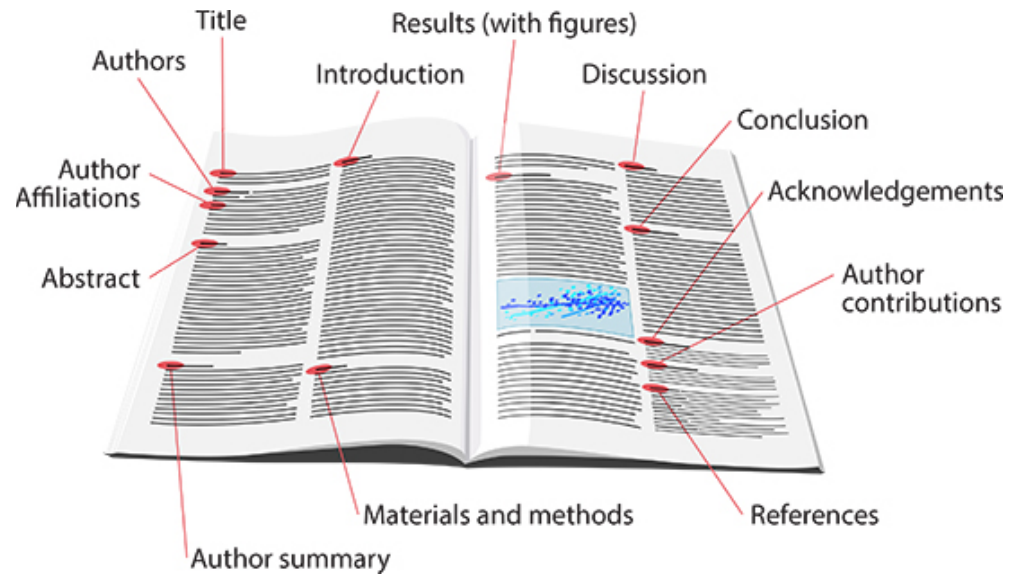 Title
Results (with figures)
Authors
Introduction
Discussion
Conclusion
Author
Affiliations
Acknowledgements
Abstract
Author
contributions
Materials and methods
References
Author summary